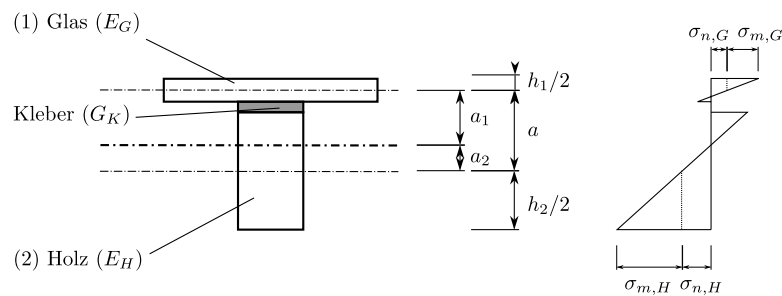 (1) Glas (E_G)
σ_{n,G} σ_{m,G}
h_1/2
Kleber (G_K)
a_1
a
a_2
h_2/2
(2) Holz (E_H)
σ_{m,H} σ_{n,H}